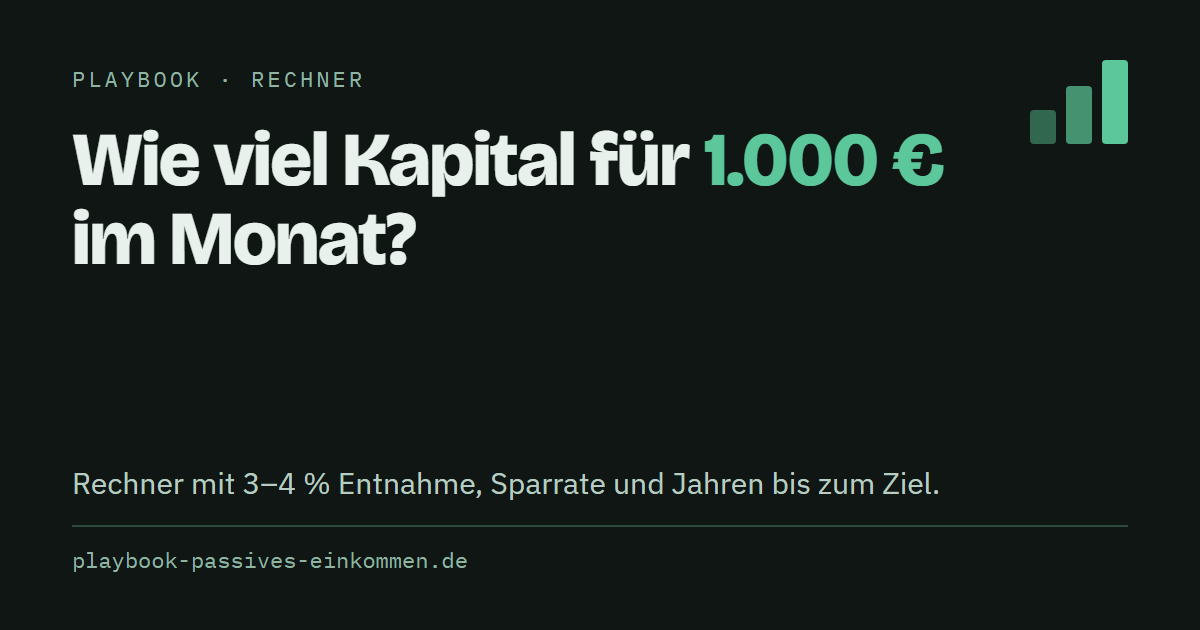 PLAYBOOK · RECHNER
Wie viel Kapital für 1.000 €
im Monat?
Rechner mit 3–4 % Entnahme, Sparrate und Jahren bis zum Ziel.
playbook-passives-einkommen.de